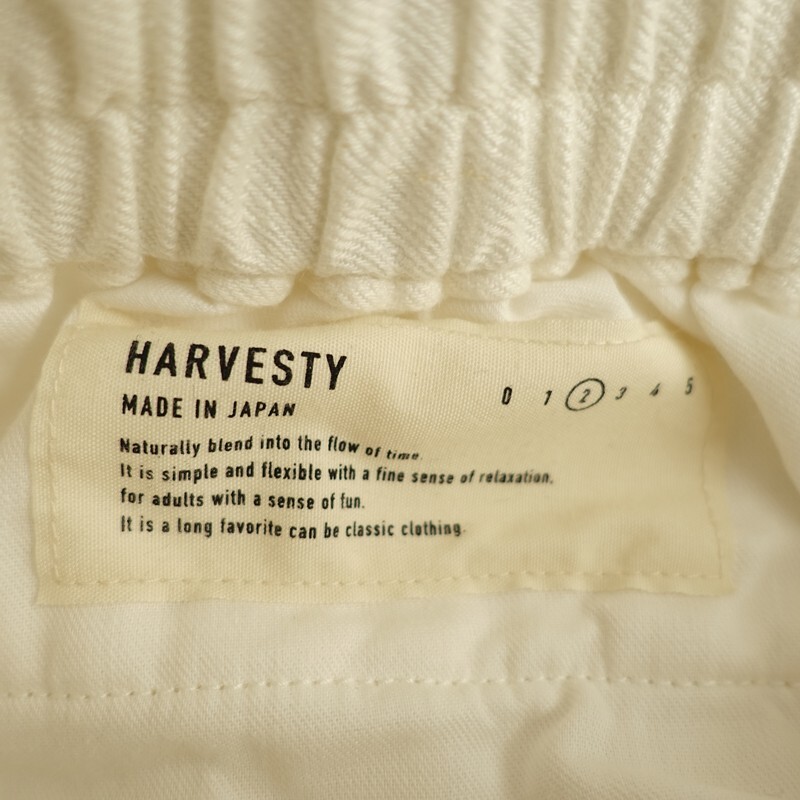 HARVESTY
0 1 2 3 4 5
MADE IN JAPAN
Naturally blend into the flow of time.
It is simple and flexible with a fine sense of relaxation.
for adults with a sense of fun.
It is a long favorite can be classic clothing.